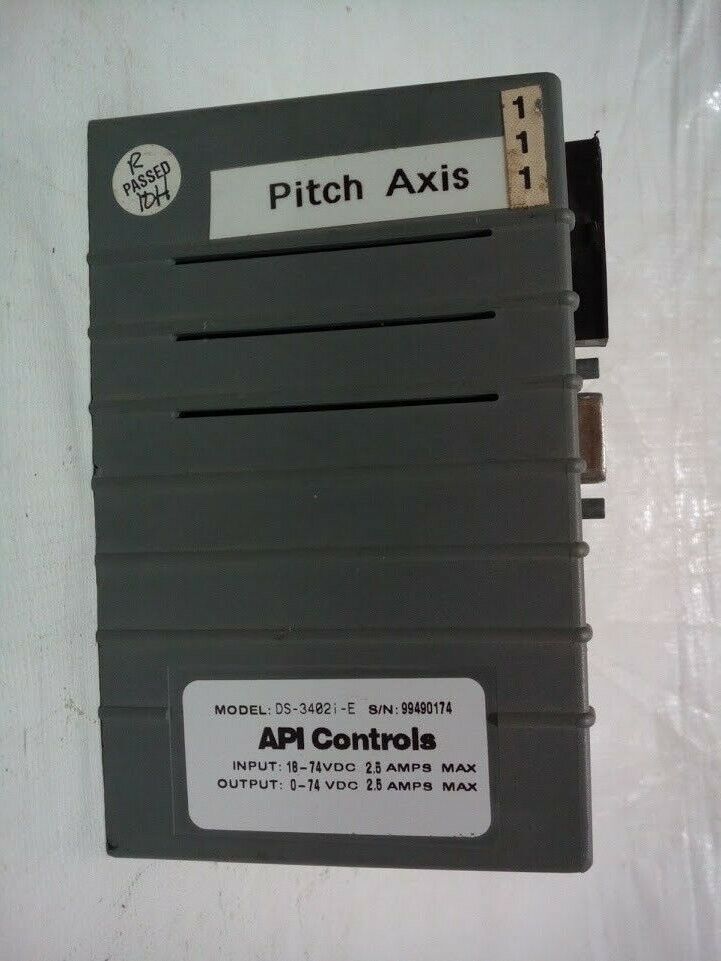 PASSED
Pitch Axis
1
1
1
MODEL: DS-3402i-E S/N: 99490174
API Controls
INPUT: 18-74VDC 2.5 AMPS MAX
OUTPUT: 0-74 VDC 2.5 AMPS MAX